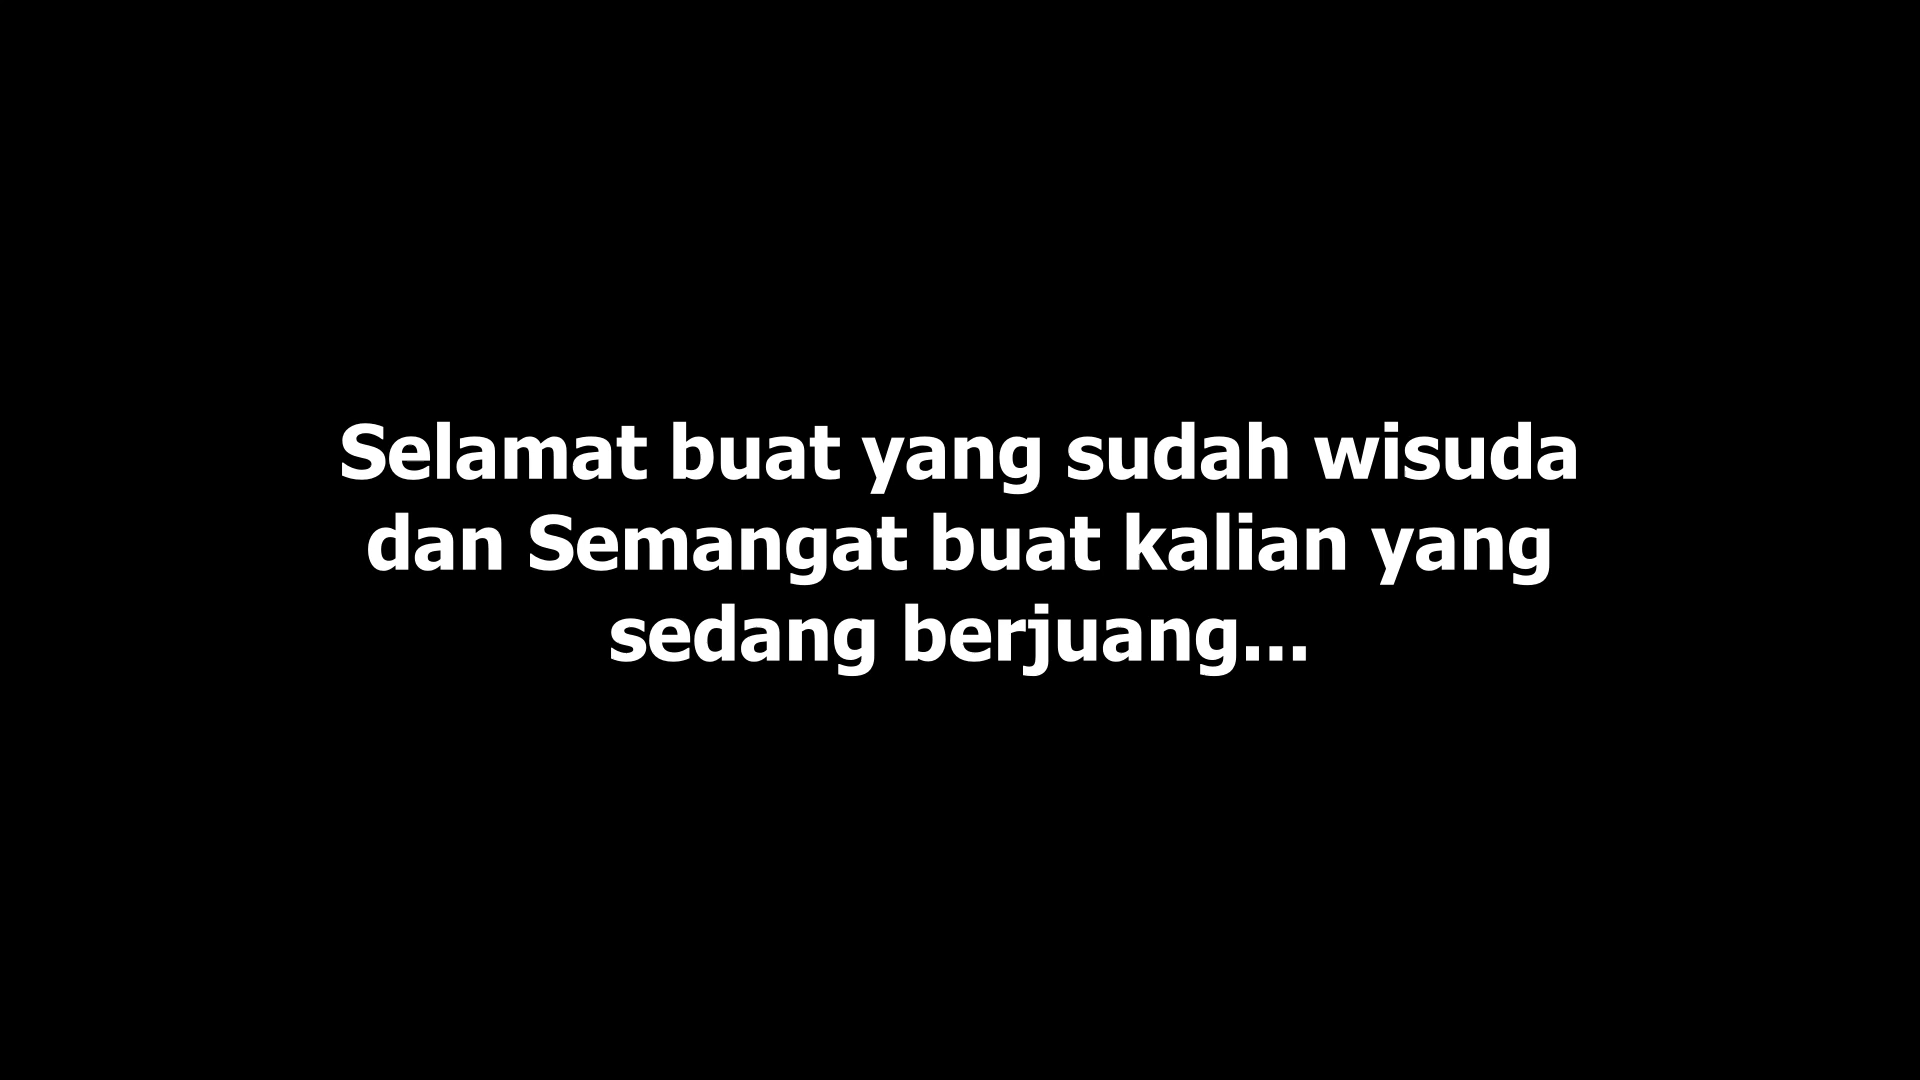 Selamat buat yang sudah wisuda
dan Semangat buat kalian yang
sedang berjuang...